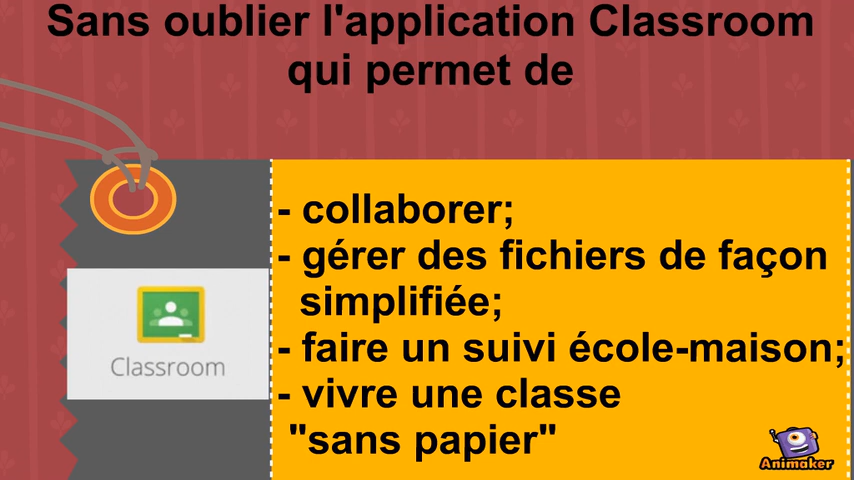 Sans oublier l'application Classroom
qui permet de
- collaborer;
- gérer des fichiers de façon
simplifiée;
- faire un suivi école-maison;
- vivre une classe
"sans papier"
Classroom
Animaker